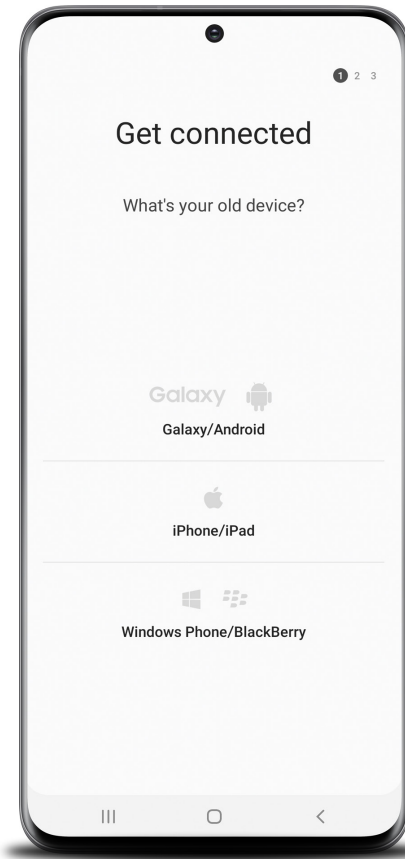 1 2 3
Get connected
What's your old device?
Galaxy
Galaxy/Android
iPhone/iPad
Windows Phone/BlackBerry